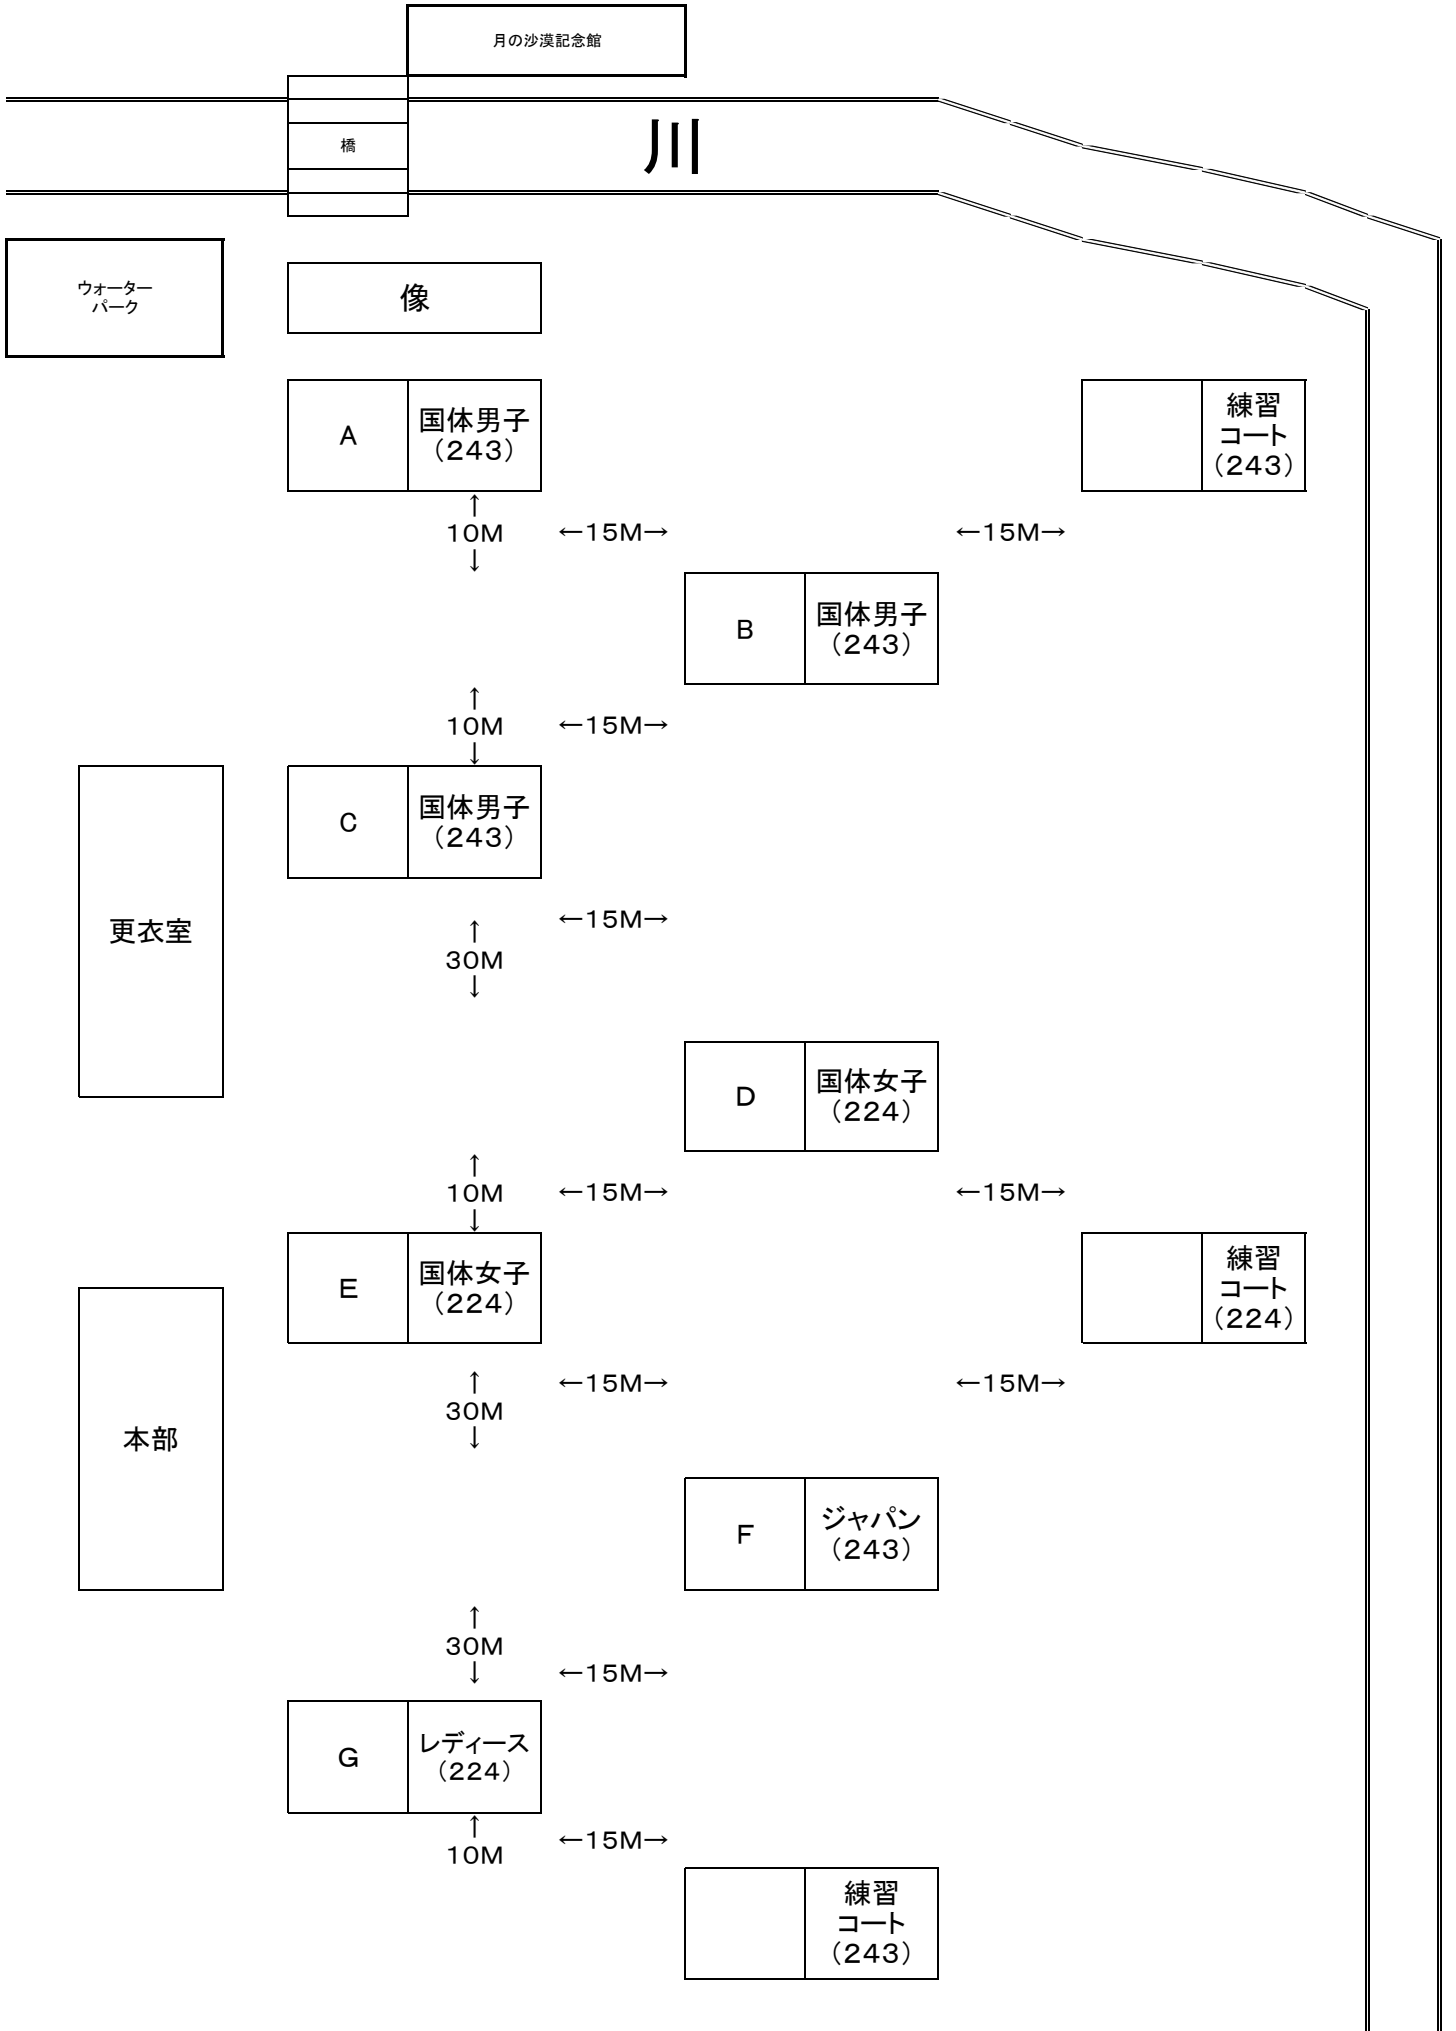 月の沙漠記念館
橋
川
ウォーター
パーク
像
A
国体男子
（243）
練習
コート
（243）
↑
10M
↓
←15M→
←15M→
B
国体男子
（243）
↑
10M
↓
←15M→
C
国体男子
（243）
更衣室
↑
30M
↓
←15M→
D
国体女子
（224）
↑
10M
↓
←15M→
←15M→
E
国体女子
（224）
練習
コート
（224）
本部
↑
30M
↓
←15M→
←15M→
F
ジャパン
（243）
↑
30M
↓
←15M→
G
レディース
（224）
↑
10M
←15M→
練習
コート
（243）